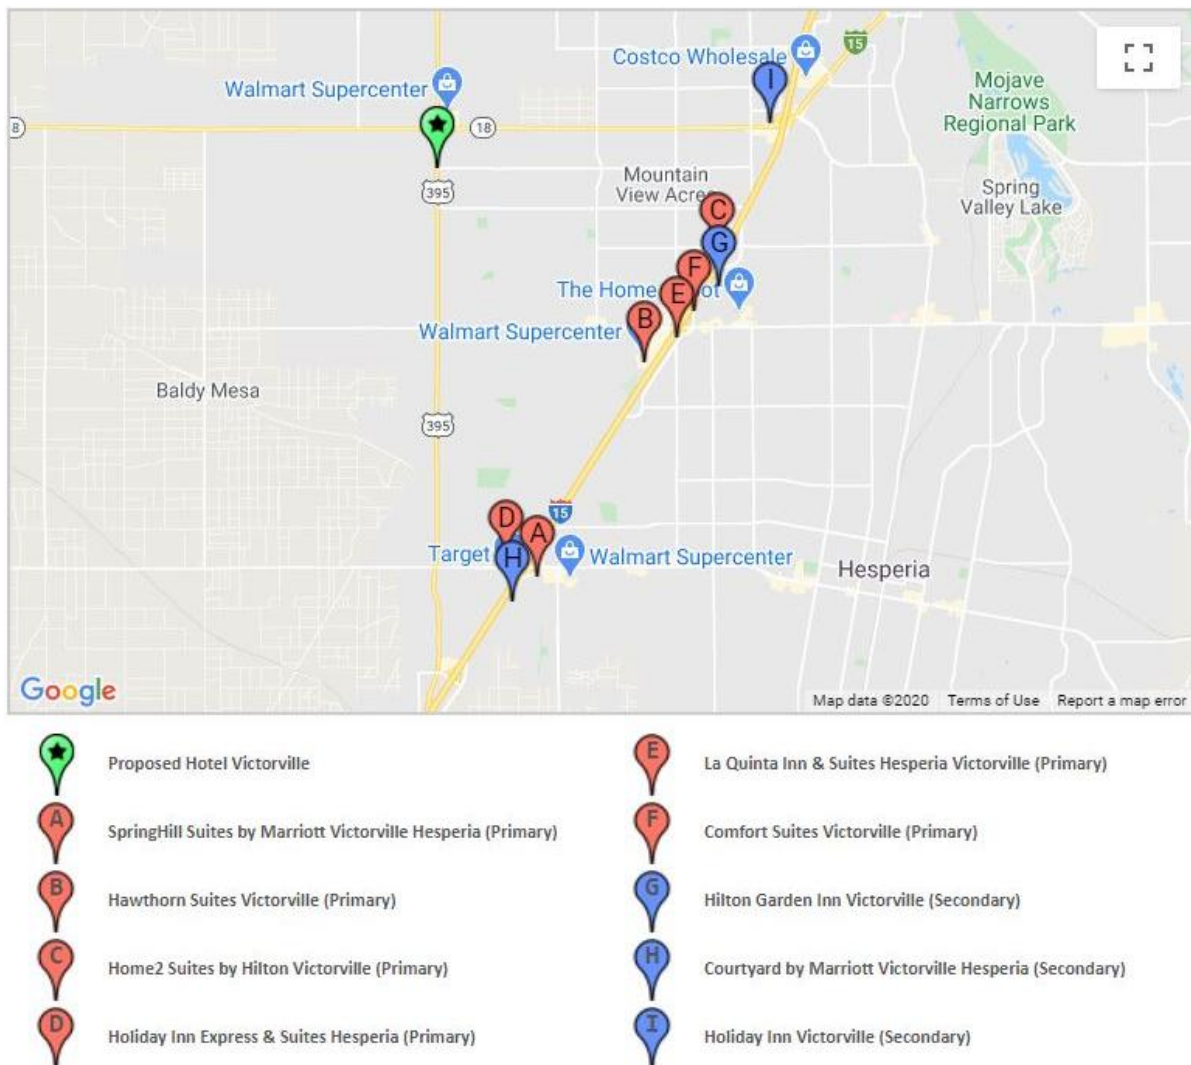 Costco Wholesale
15
I
Walmart Supercenter
Mojave
Narrows
Regional Park
8
18
Mountain
View Acres
395
Spring
Valley Lake
C
G
F
The Home Depot
E
B
Walmart Supercenter
Baldy Mesa
395
D
15
A
Target
H
Walmart Supercenter
Hesperia
Google
Map data ©2020 Terms of Use Report a map error
Proposed Hotel Victorville
A
SpringHill Suites by Marriott Victorville Hesperia (Primary)
B
Hawthorn Suites Victorville (Primary)
C
Home2 Suites by Hilton Victorville (Primary)
D
Holiday Inn Express & Suites Hesperia (Primary)
E
La Quinta Inn & Suites Hesperia Victorville (Primary)
F
Comfort Suites Victorville (Primary)
G
Hilton Garden Inn Victorville (Secondary)
H
Courtyard by Marriott Victorville Hesperia (Secondary)
I
Holiday Inn Victorville (Secondary)